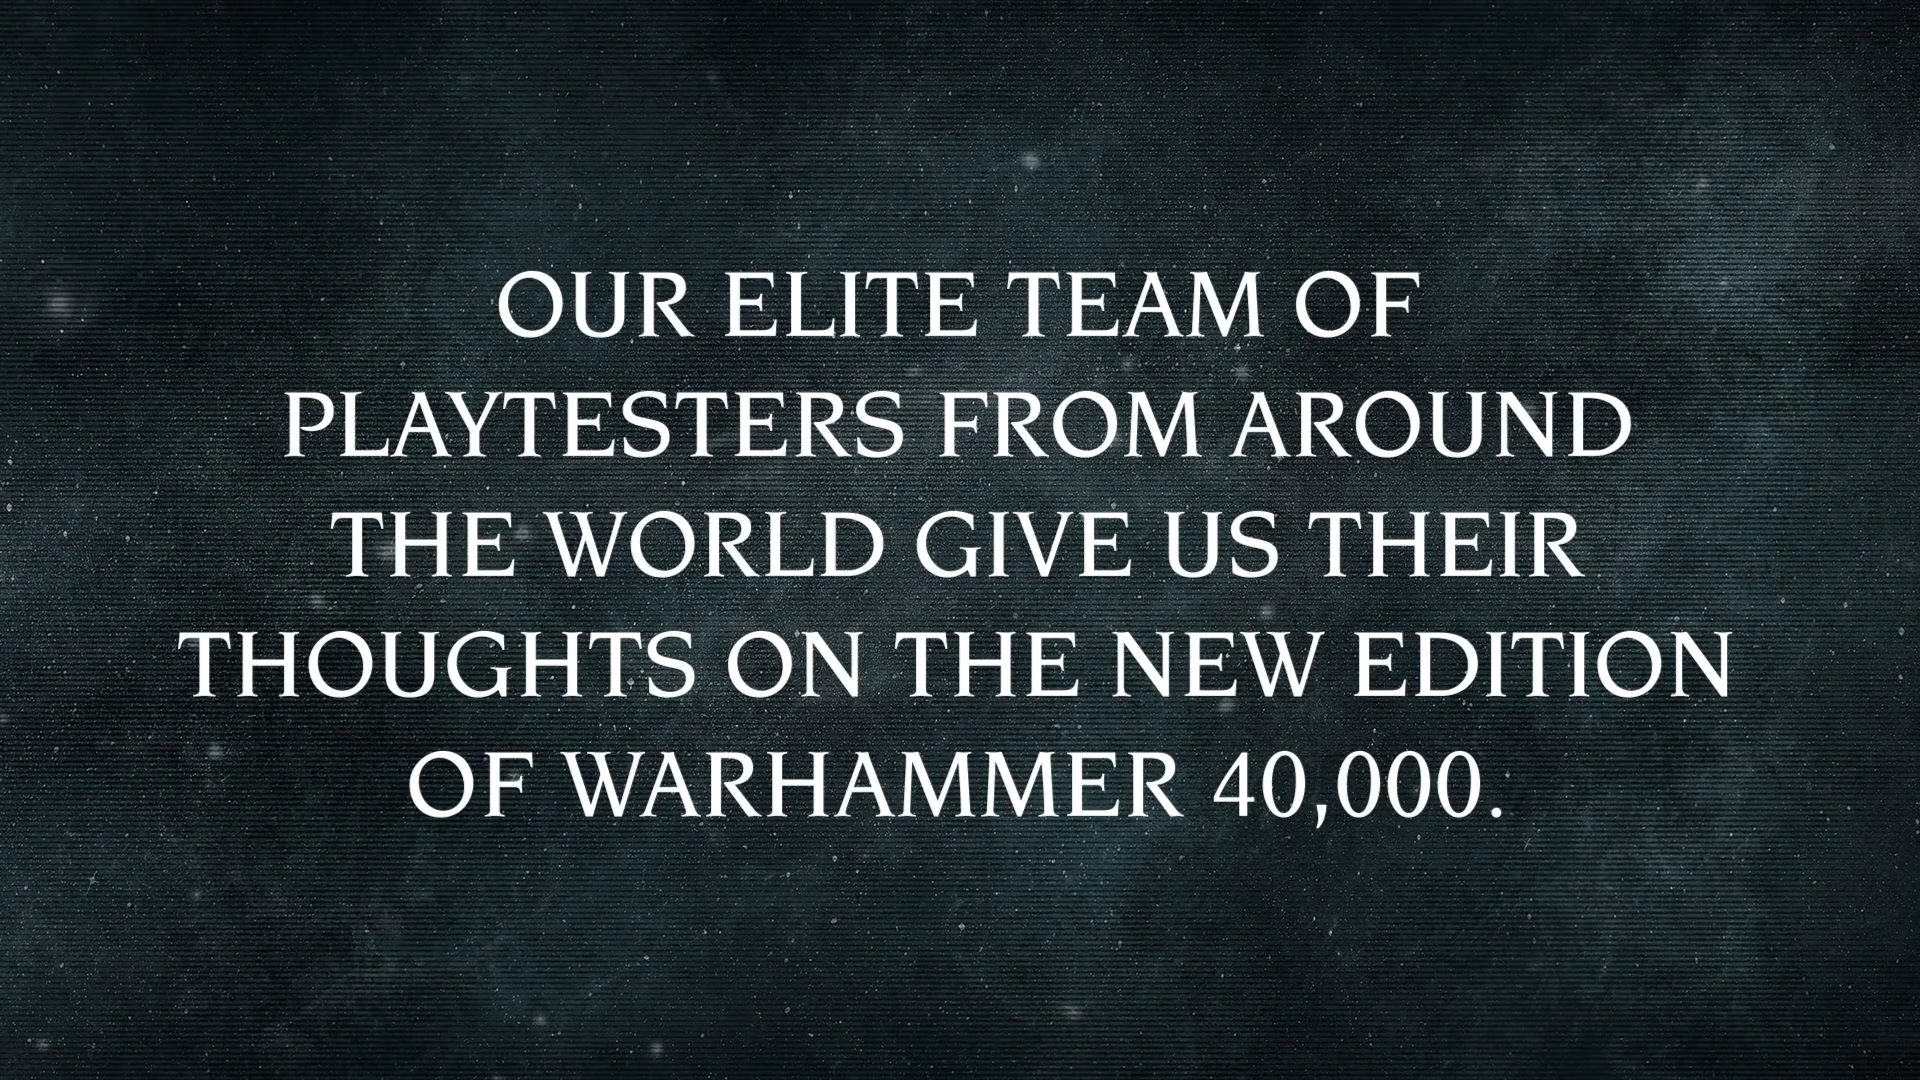 OUR ELITE TEAM OF
PLAYTESTERS FROM AROUND
THE WORLD GIVE US THEIR
THOUGHTS ON THE NEW EDITION
OF WARHAMMER 40,000.